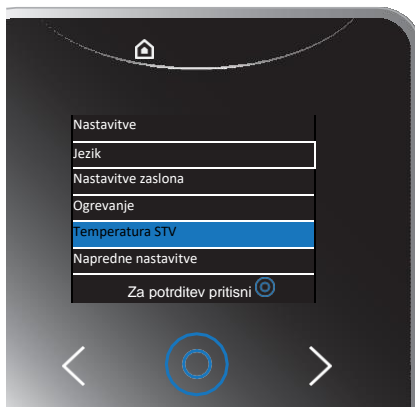 Nastavitve
Jezik
Nastavitve zaslona
Ogrevanje
Temperatura STV
Napredne nastavitve
Za potrditev pritisni